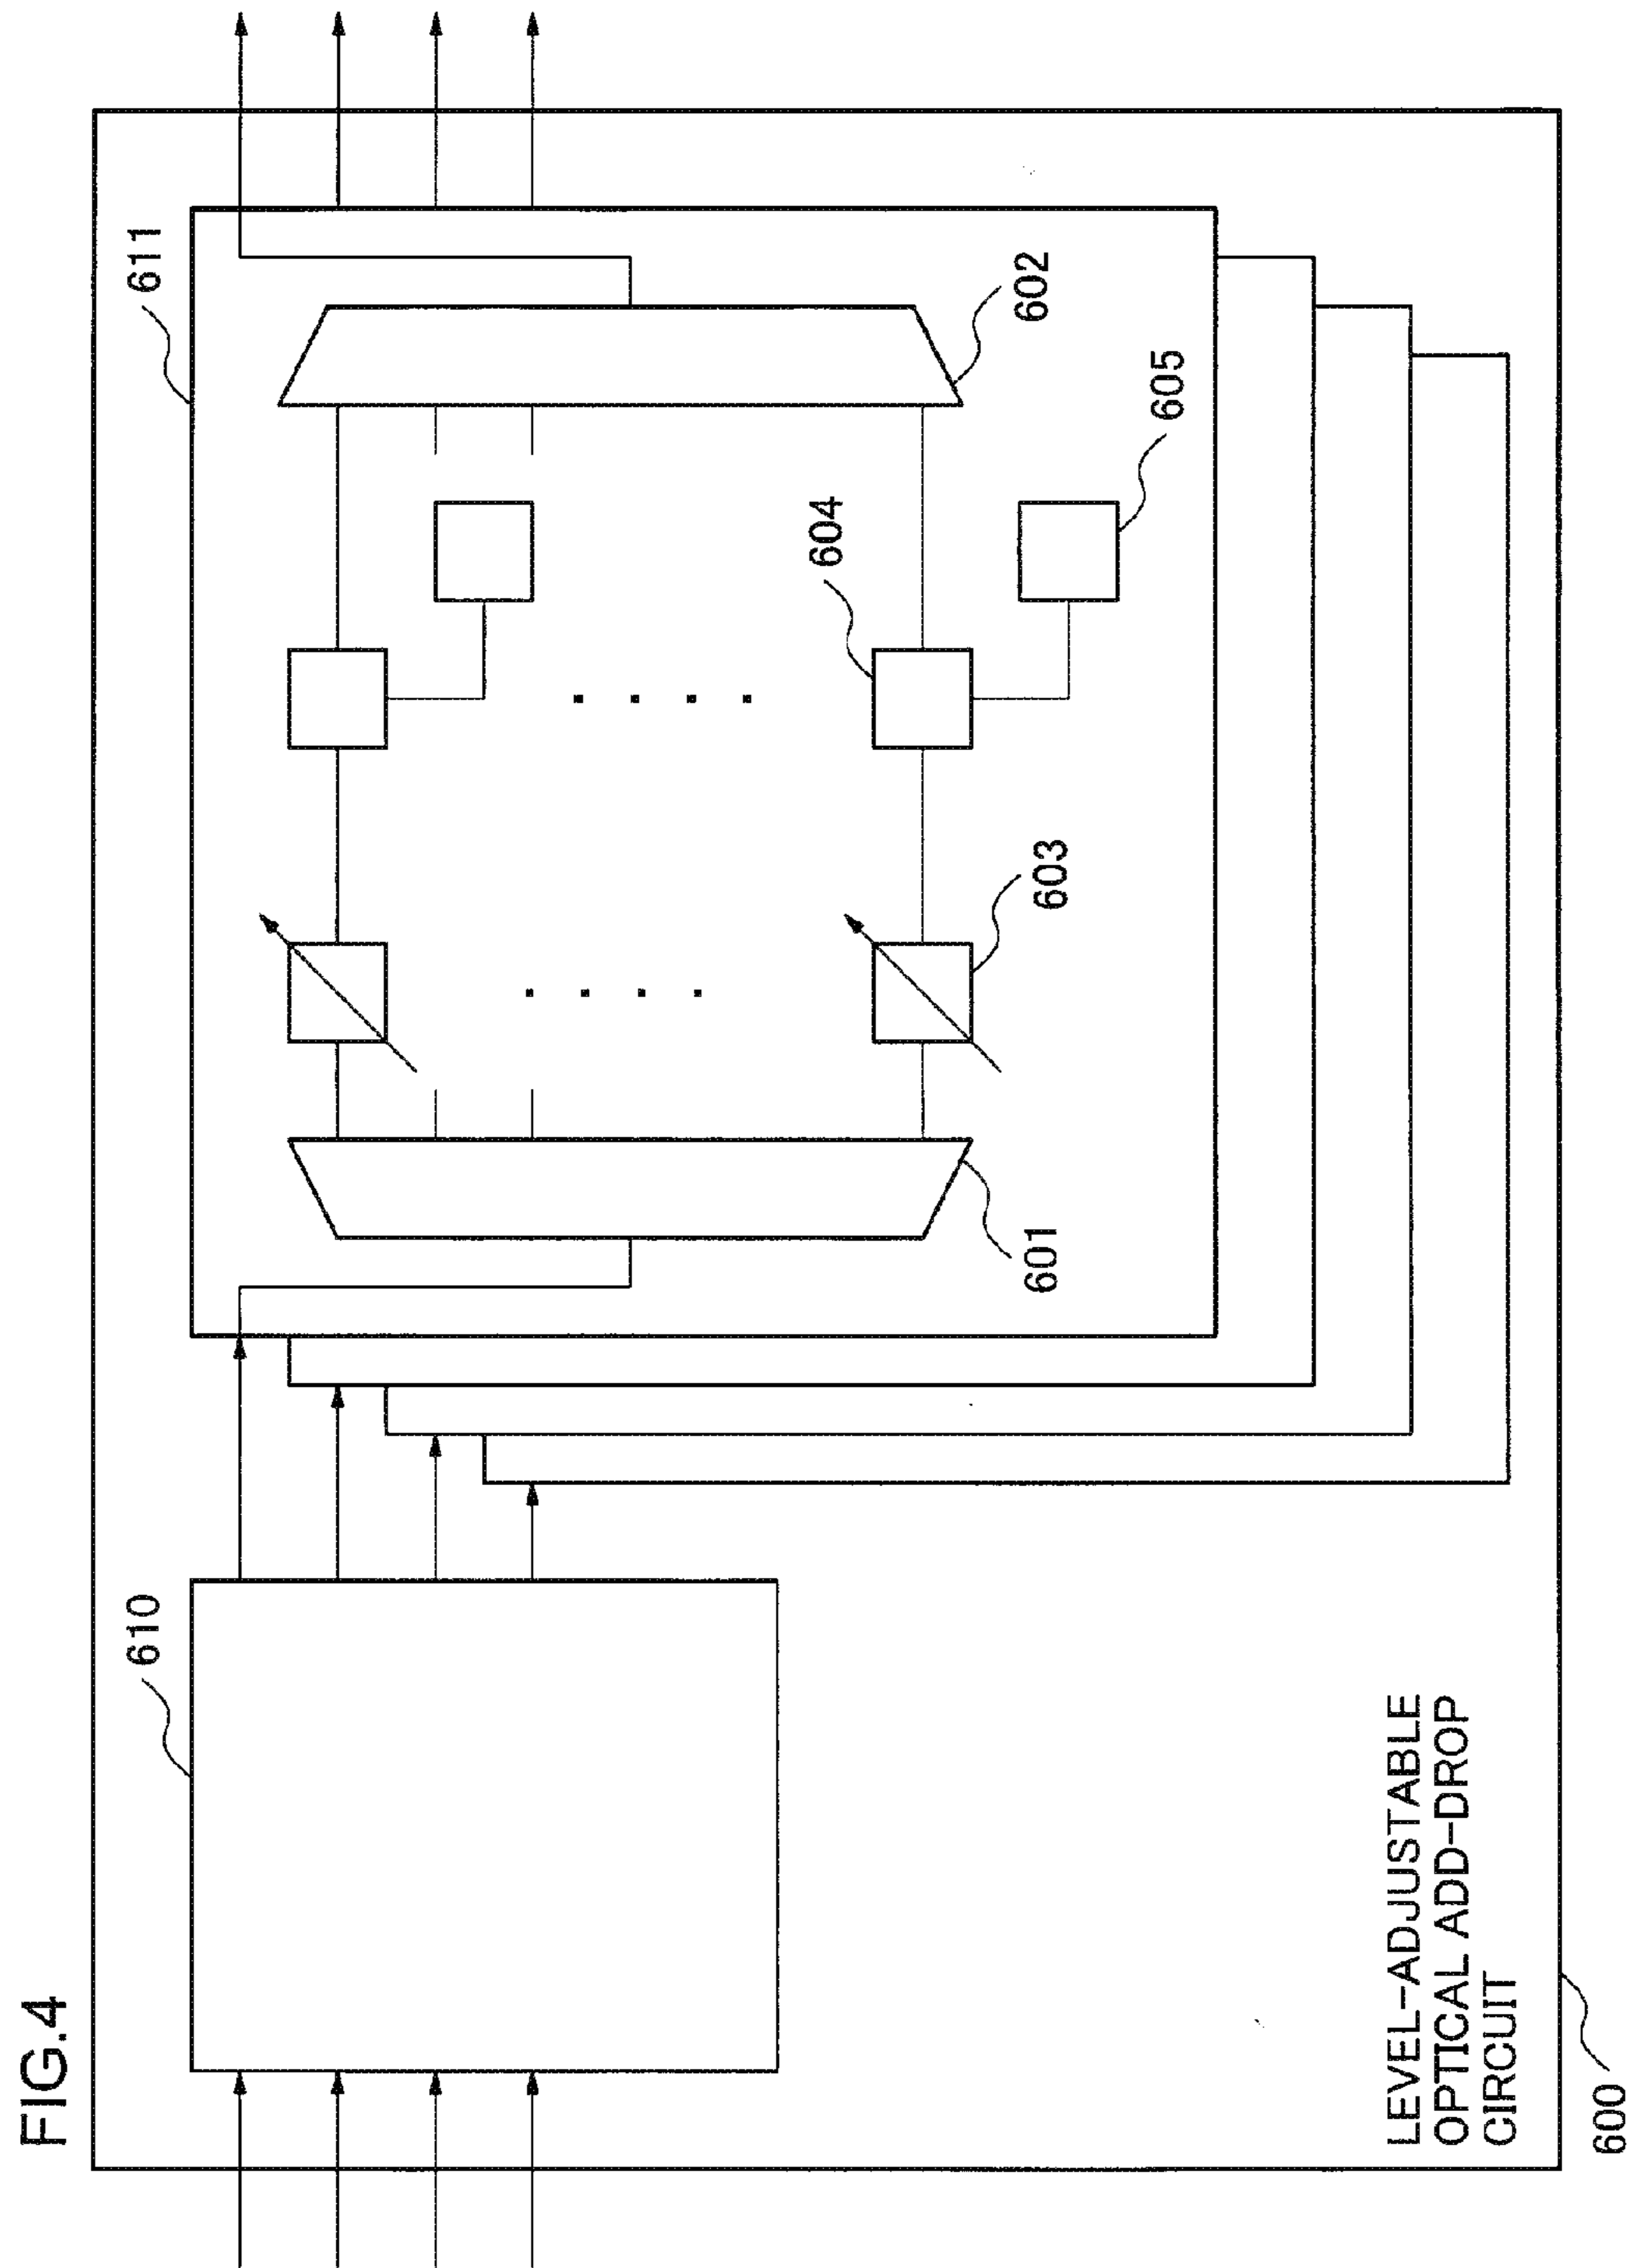 FIG.4
610
611
601
602
603
604
605
LEVEL-ADJUSTABLE
OPTICAL ADD-DROP
CIRCUIT
600